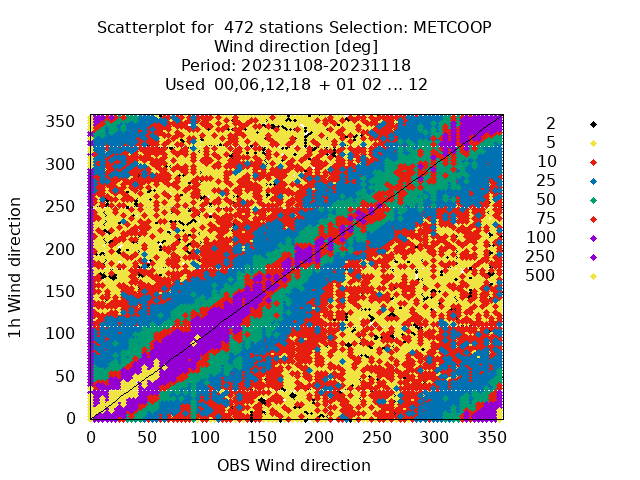 Scatterplot for  472 stations Selection: METCOOP
Wind direction [deg]
Period: 20231108-20231118
Used  00,06,12,18 + 01 02 ... 12
1h Wind direction
350
300
250
200
150
100
50
0
0 50 100 150 200 250 300 350
OBS Wind direction
2
5
10
25
50
75
100
250
500